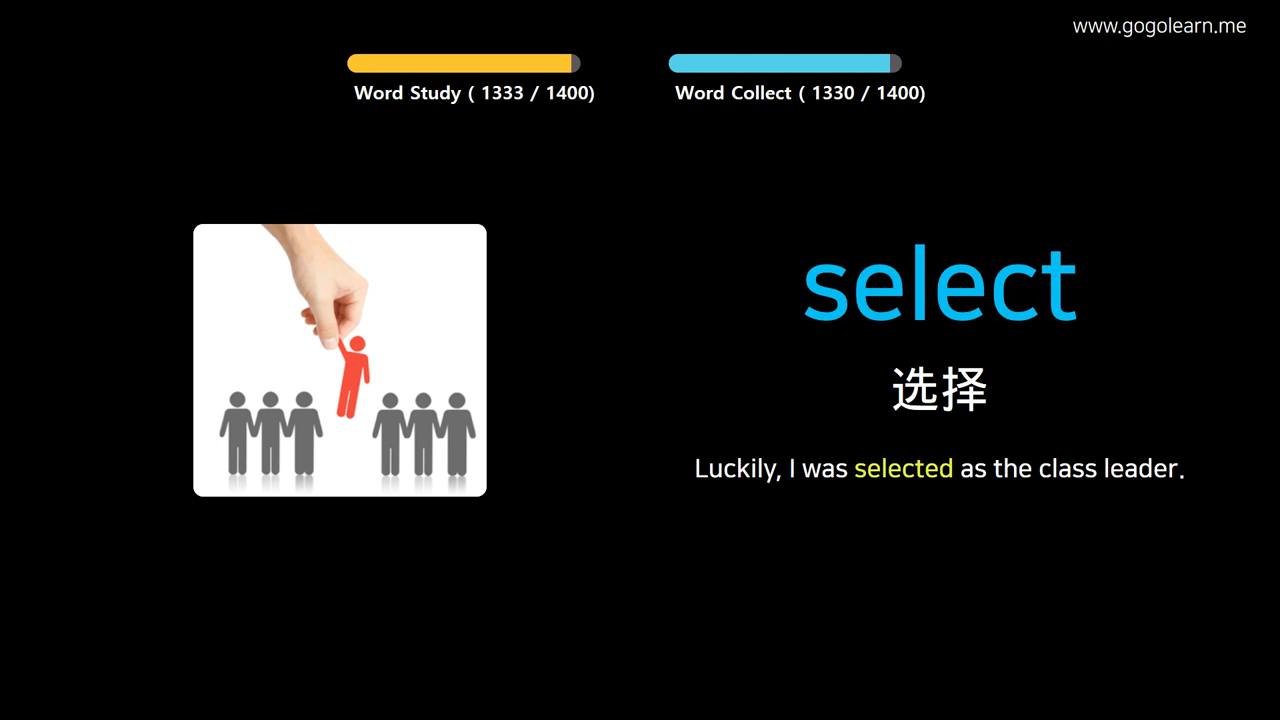 www.gogolearn.me
Word Study ( 1333 / 1400)
Word Collect ( 1330 / 1400)
select
选择
Luckily, I was selected as the class leader.